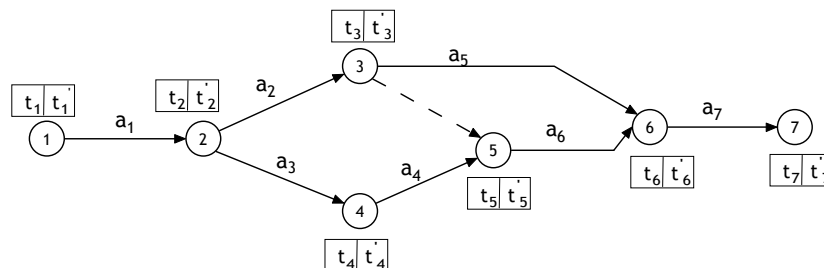 t₃ t˙₃
3
a₅
t₁ t˙₁
t₂ t˙₂
a₂
a₁
a₇
1
2
5
6
7
a₆
a₃
a₄
t₅ t˙₅
t₆ t˙₆
t₇
4
t₄ t˙₄